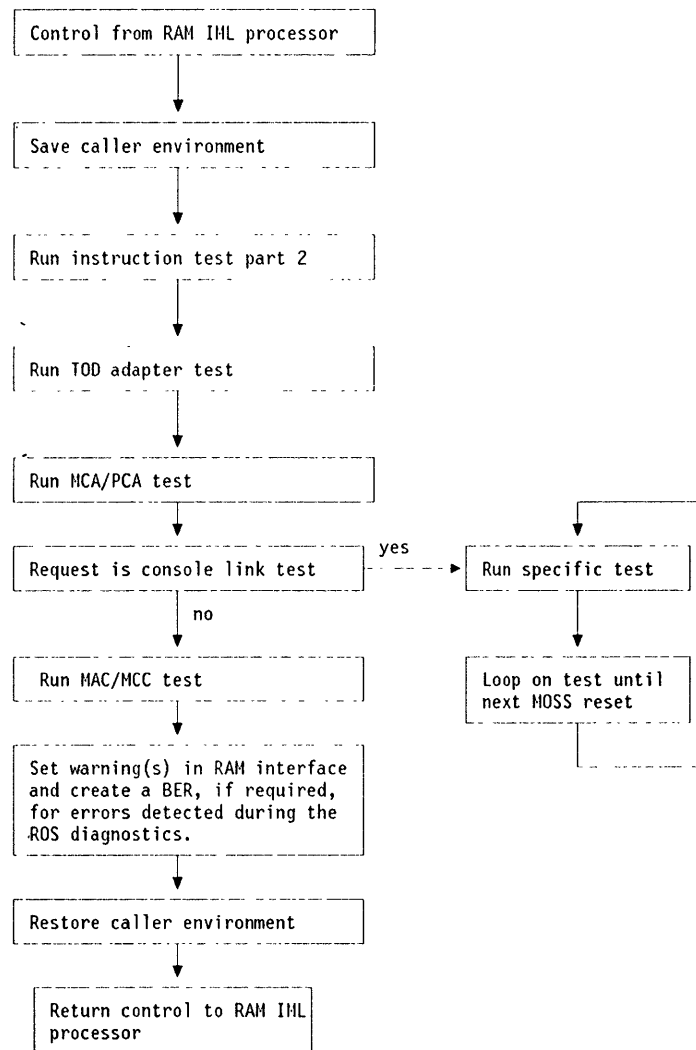 Control from RAM IML processor
Save caller environment
Run instruction test part 2
Run TOD adapter test
Run MCA/PCA test
Request is console link test
yes
Run specific test
no
Loop on test until
next MOSS reset
Run MAC/MCC test
Set warning(s) in RAM interface
and create a BER, if required,
for errors detected during the
ROS diagnostics.
Restore caller environment
Return control to RAM IML
processor